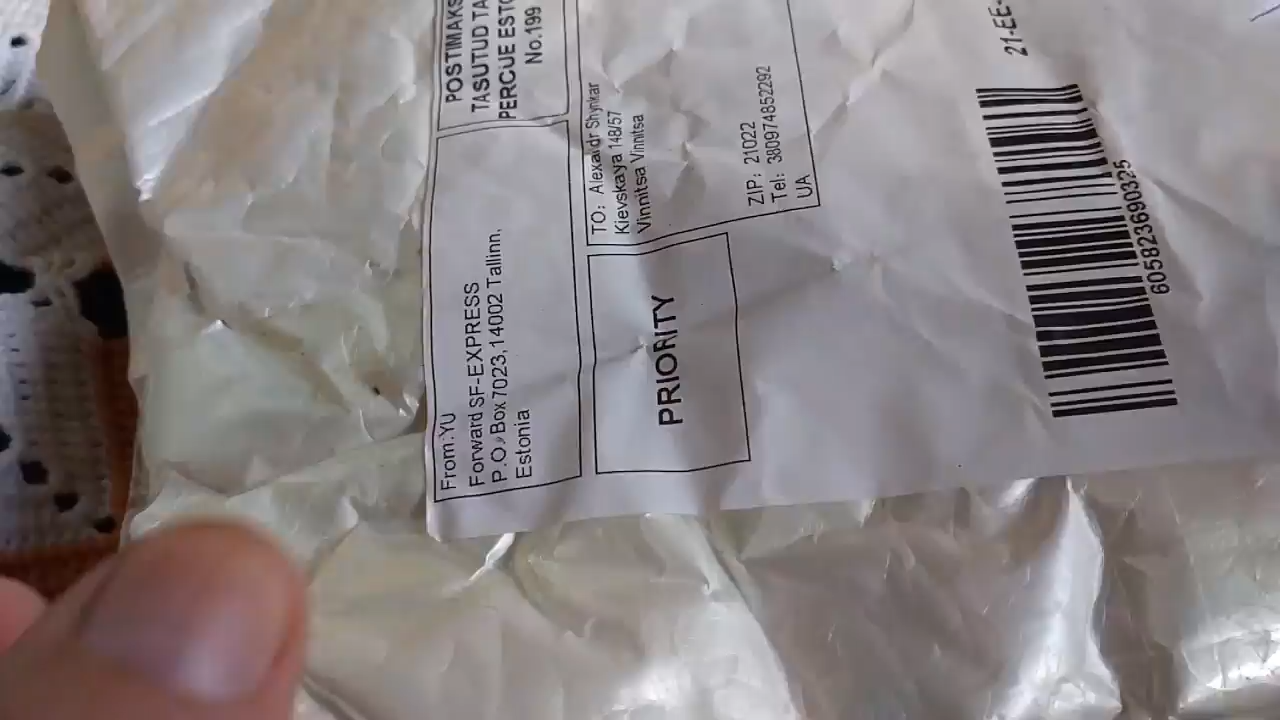 POSTIMAKS
TASUTUD TA
PERCUE ESTO
No.199
From:YU
Forward SF-EXPRESS
P.O. Box 7023,14002 Tallinn,
Estonia
TO: Alexandr Shynkar
Kievskaya 148/57
Vinnitsa Vinnitsa
ZIP: 21022
Tel: 380974852292
UA
PRIORITY
21-EE-
605823690325